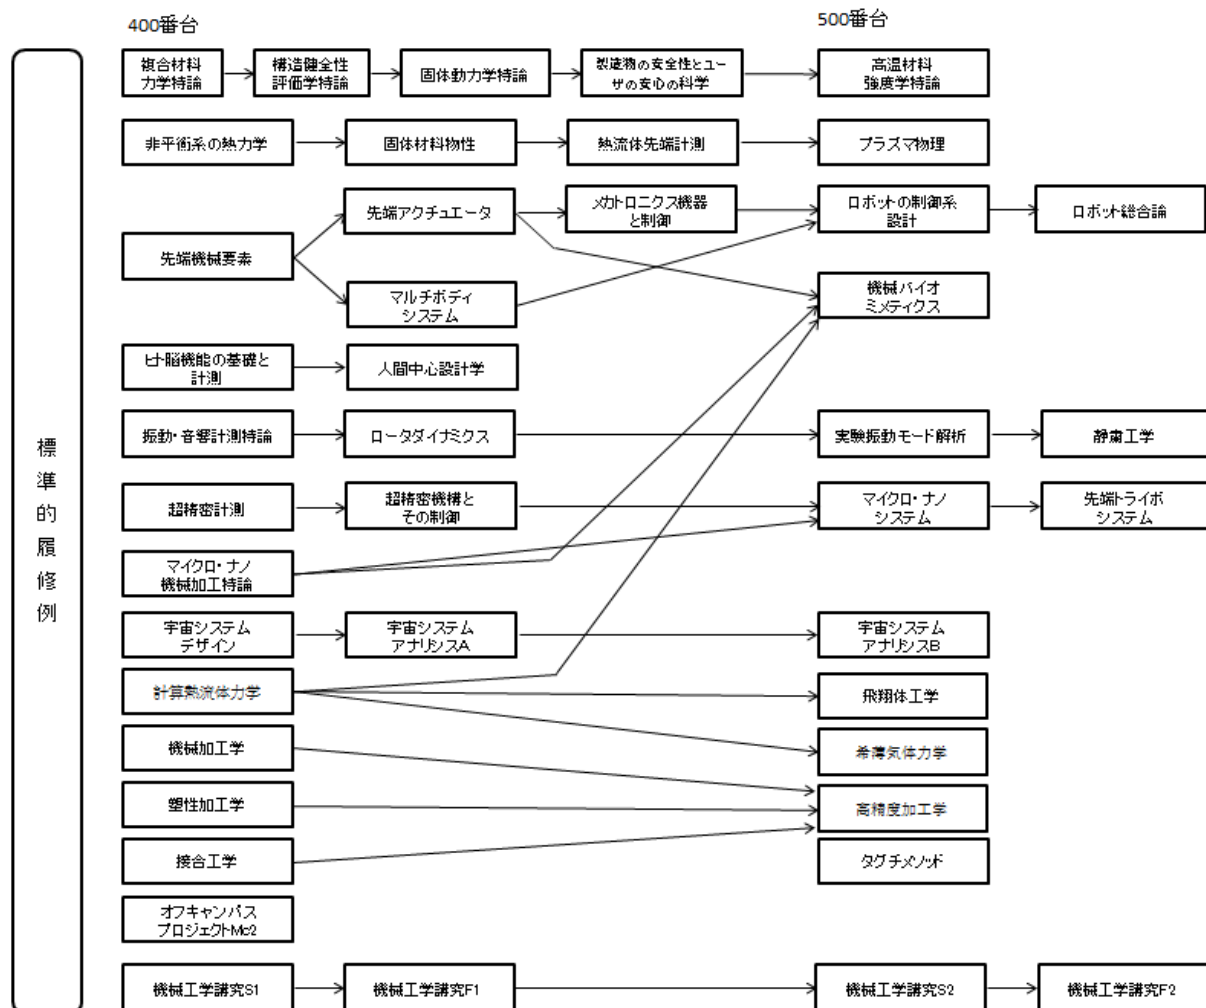 400番台
500番台
標準的履修例
複合材料
力学特論
構造健全性
評価学特論
固体動力学特論
製造物の安全性とユー
ザの安心の科学
高温材料
強度学特論
非平衡系の熱力学
固体材料物性
熱流体先端計測
プラズマ物理
先端機械要素
先端アクチュエータ
メカトロニクス機器
と制御
ロボットの制御系
設計
ロボット総合論
マルチボディ
システム
機械バイオ
ミメティクス
ヒト脳機能の基礎と
計測
人間中心設計学
振動・音響計測特論
ロータダイナミクス
実験振動モード解析
静粛工学
超精密計測
超精密機構と
その制御
マイクロ・ナノ
システム
先端トライボ
システム
マイクロ・ナノ
機械加工特論
宇宙システム
デザイン
宇宙システム
アナリシスA
宇宙システム
アナリシスB
計算熱流体力学
飛翔体工学
機械加工学
希薄気体力学
塑性加工学
高精度加工学
接合工学
タグチメソッド
オフキャンパス
プロジェクトMc2
機械工学講究S1
機械工学講究F1
機械工学講究S2
機械工学講究F2